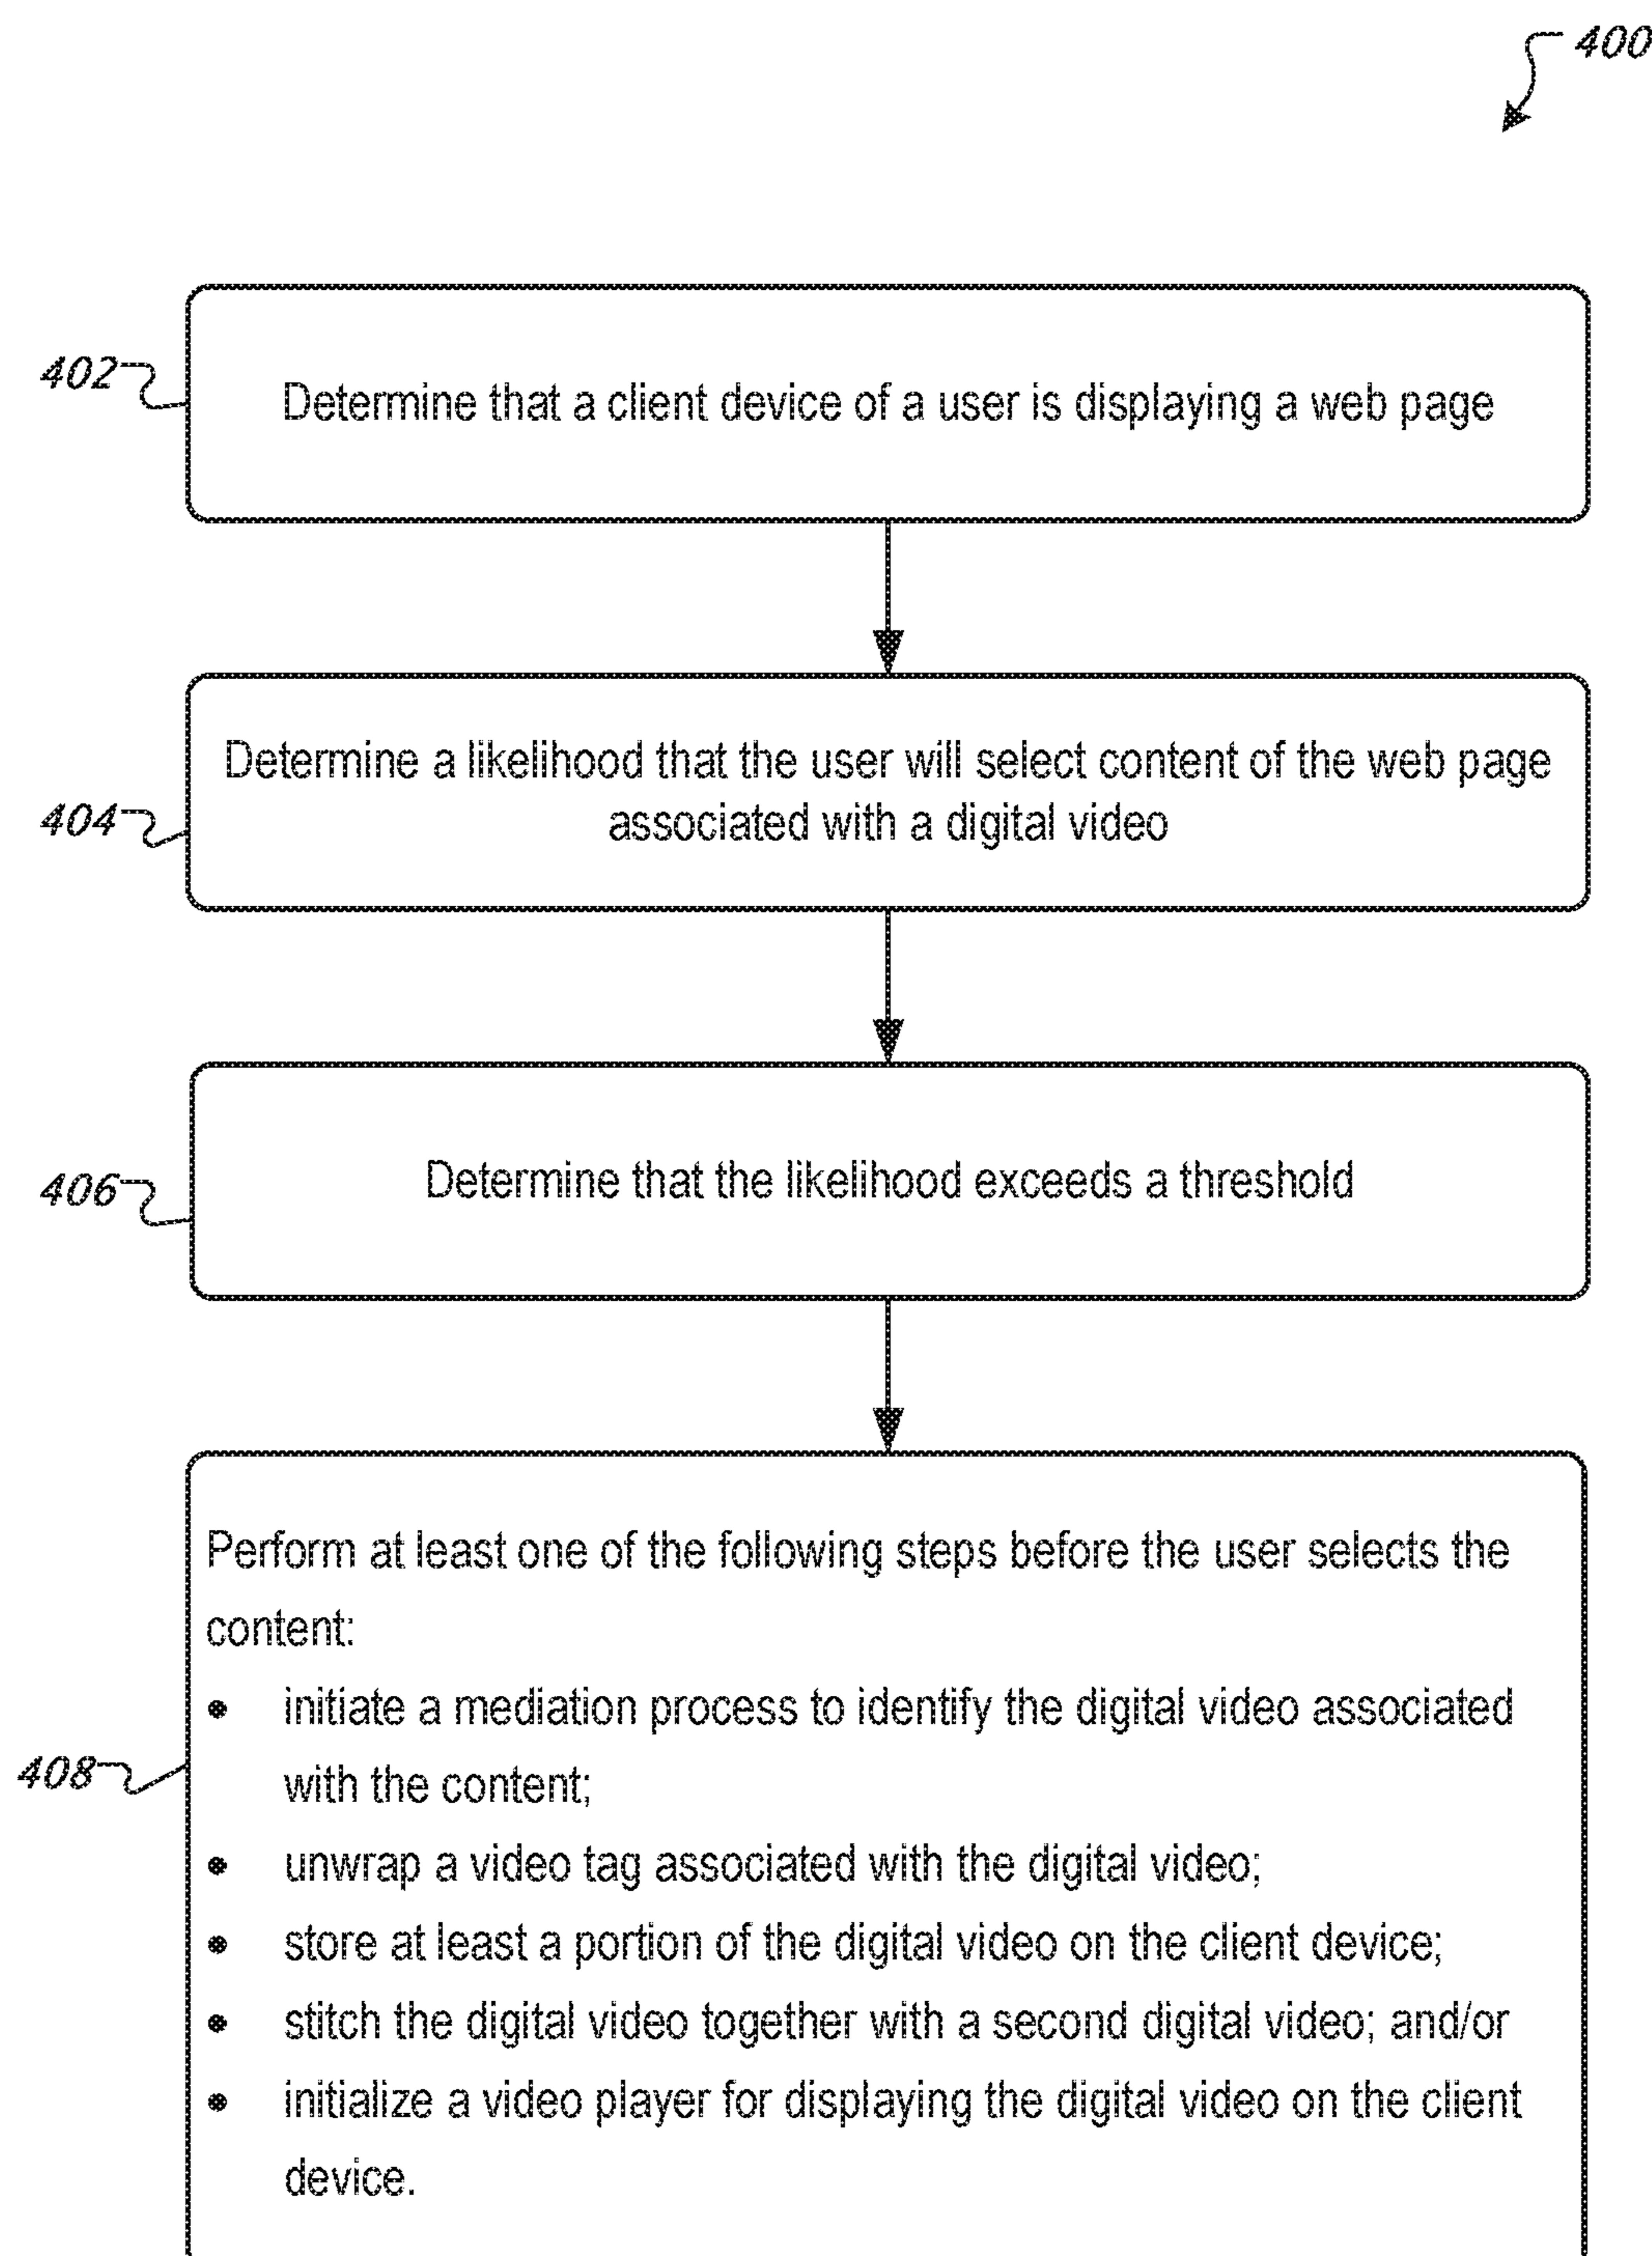 400
402
Determine that a client device of a user is displaying a web page
404
Determine a likelihood that the user will select content of the web page
associated with a digital video
406
Determine that the likelihood exceeds a threshold
408
Perform at least one of the following steps before the user selects the
content:
• initiate a mediation process to identify the digital video associated
with the content;
• unwrap a video tag associated with the digital video;
• store at least a portion of the digital video on the client device;
• stitch the digital video together with a second digital video; and/or
• initialize a video player for displaying the digital video on the client
device.